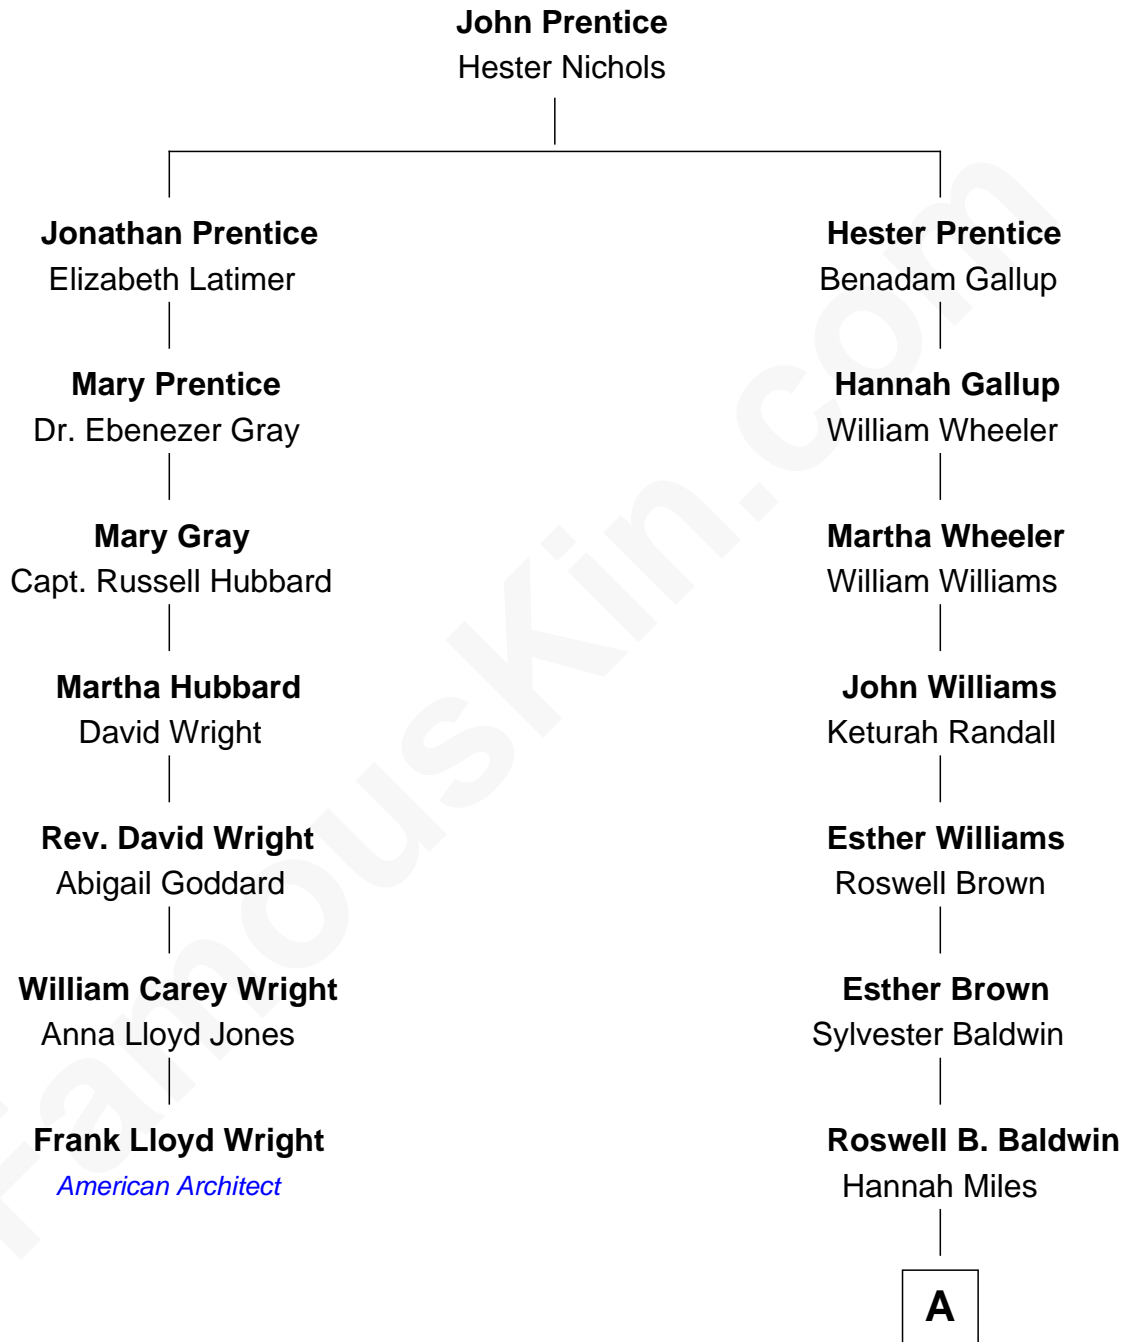 John Prentice
Hester Nichols
Jonathan Prentice
Elizabeth Latimer
Mary Prentice
Dr. Ebenezer Gray
Mary Gray
Capt. Russell Hubbard
Martha Hubbard
David Wright
Rev. David Wright
Abigail Goddard
William Carey Wright
Anna Lloyd Jones
Frank Lloyd Wright
American Architect
Hester Prentice
Benadam Gallup
Hannah Gallup
William Wheeler
Martha Wheeler
William Williams
John Williams
Keturah Randall
Esther Williams
Roswell Brown
Esther Brown
Sylvester Baldwin
Roswell B. Baldwin
Hannah Miles
A
FamousKin.com